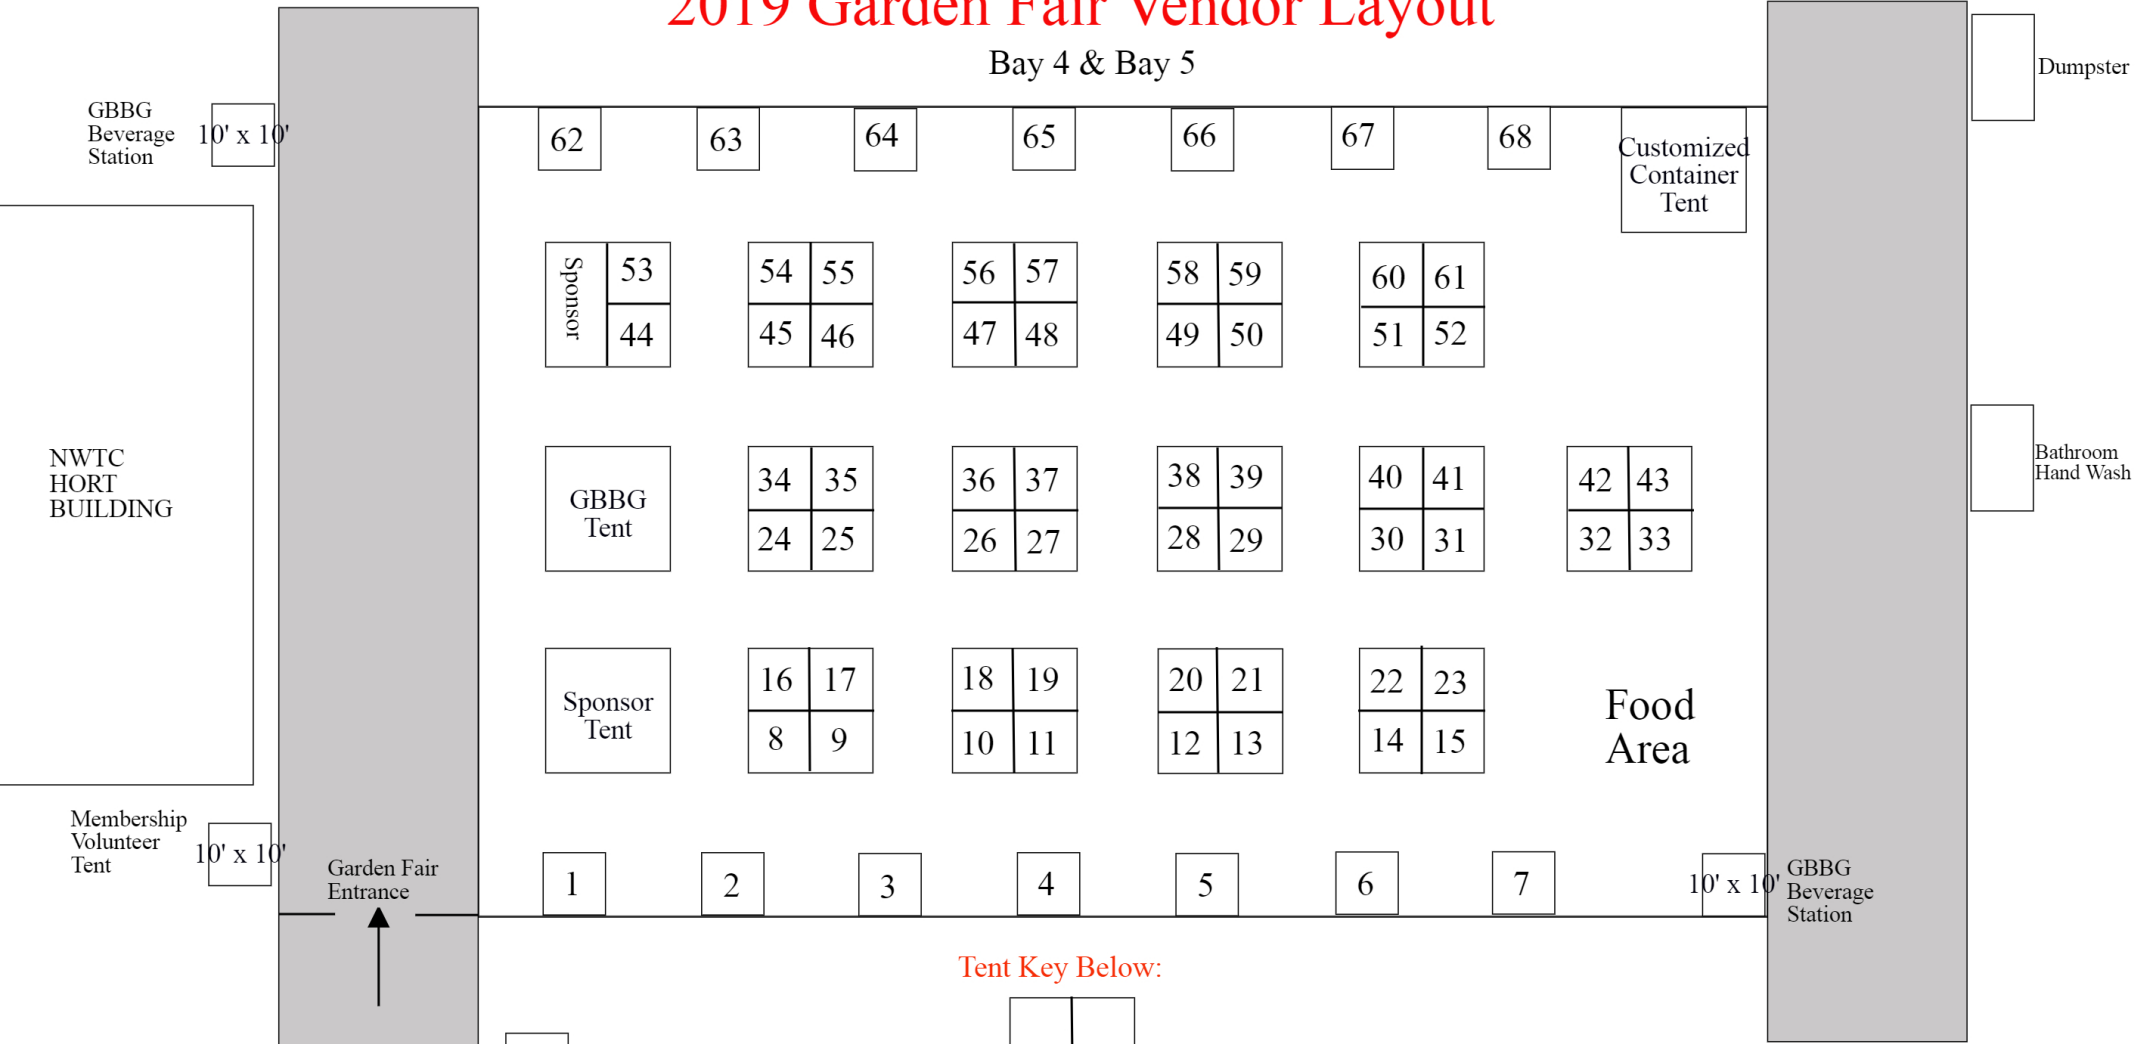 2019 Garden Fair Vendor Layout
Bay 4 & Bay 5
Dumpster
GBBG
Beverage
Station
10' x 10'
62 63 64 65 66 67 68
Customized
Container
Tent
Sponsor
53 54 55 56 57 58 59 60 61
44 45 46 47 48 49 50 51 52
NWTC
HORT
BUILDING
GBBG
Tent
34 35 36 37 38 39 40 41 42 43
24 25 26 27 28 29 30 31 32 33
Bathroom
Hand Wash
Sponsor
Tent
16 17 18 19 20 21 22 23
8 9 10 11 12 13 14 15
Food
Area
Membership
Volunteer
Tent
10' x 10'
Garden Fair
Entrance
1 2 3 4 5 6 7
10' x 10'
GBBG
Beverage
Station
Tent Key Below: